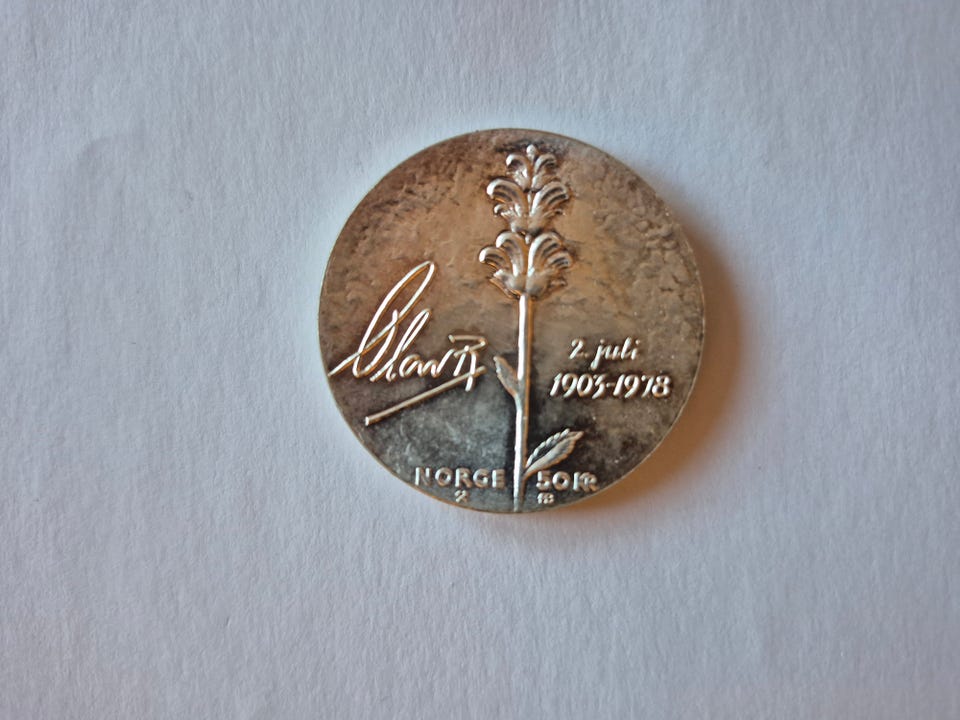 Olav R
2. juli
1903-1978
NORGE 50 KR